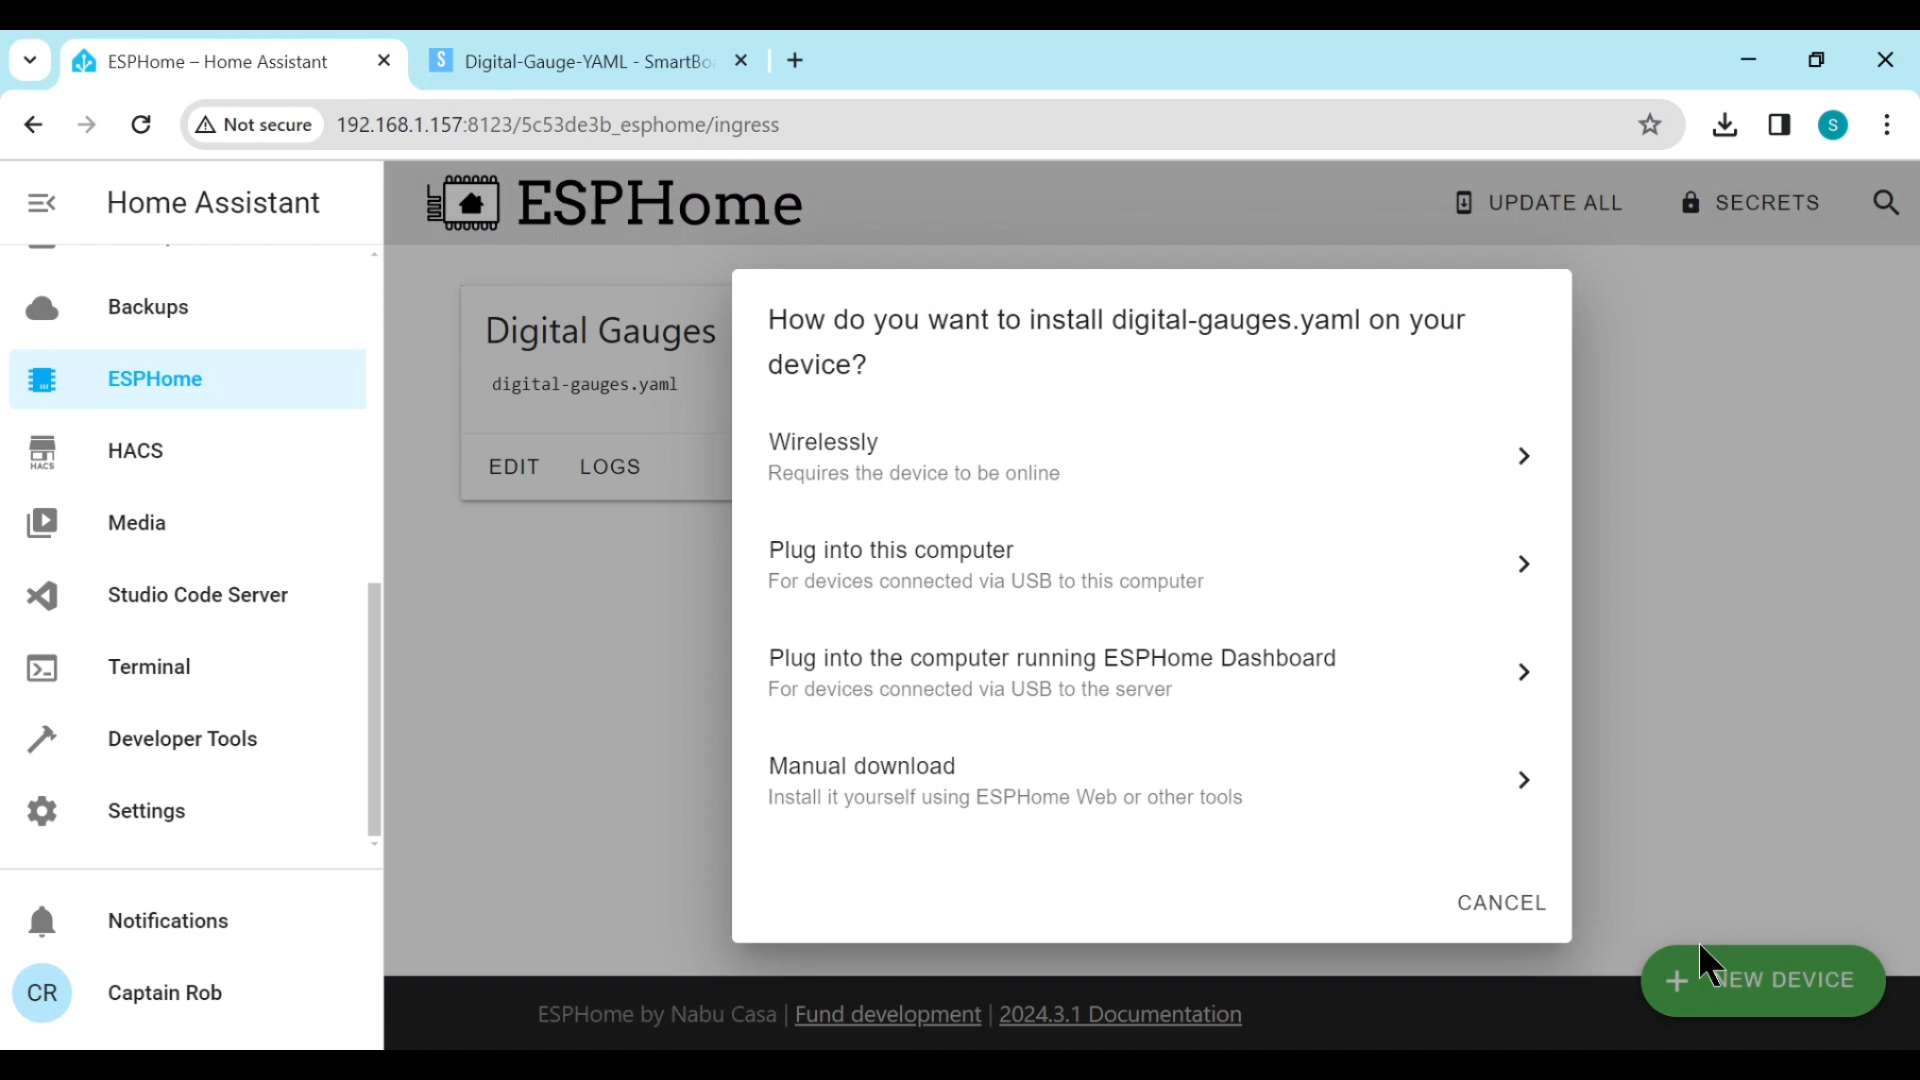 ESPHome – Home Assistant
Digital-Gauge-YAML - SmartBo
Not secure
192.168.1.157:8123/5c53de3b_esphome/ingress
S
Home Assistant
ESPHome
UPDATE ALL
SECRETS
Backups
ESPHome
HACS
HACS
Media
Studio Code Server
Terminal
Developer Tools
Settings
Notifications
CR
Captain Rob
Digital Gauges
digital-gauges.yaml
EDIT
LOGS
How do you want to install digital-gauges.yaml on your
device?
Wirelessly
Requires the device to be online
Plug into this computer
For devices connected via USB to this computer
Plug into the computer running ESPHome Dashboard
For devices connected via USB to the server
Manual download
Install it yourself using ESPHome Web or other tools
CANCEL
NEW DEVICE
ESPHome by Nabu Casa | Fund development | 2024.3.1 Documentation